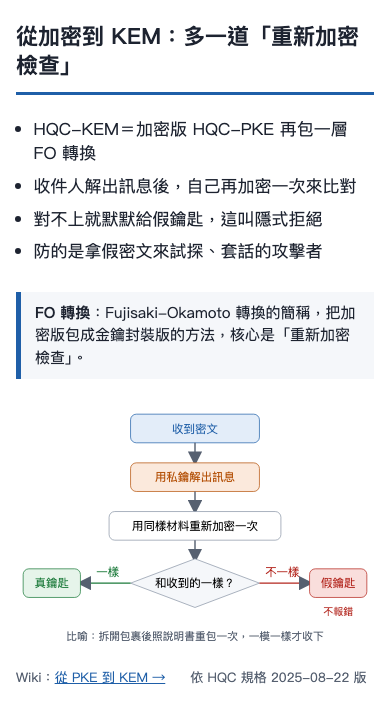 從加密到 KEM：多一道「重新加密
檢查」
HQC-KEM＝加密版 HQC-PKE 再包一層
FO 轉換
收件人解出訊息後，自己再加密一次來比對
對不上就默默給假鑰匙，這叫隱式拒絕
防的是拿假密文來試探、套話的攻擊者
FO 轉換：Fujisaki-Okamoto 轉換的簡稱，把加
密版包成金鑰封裝版的方法，核心是「重新加密
檢查」。
收到密文
用私鑰解出訊息
用同樣材料重新加密一次
和收到的一樣？
一樣
不一樣
真鑰匙
假鑰匙
不報錯
比喻：拆開包裹後照說明書重包一次，一模一樣才收下
Wiki：從 PKE 到 KEM → 依 HQC 規格 2025-08-22 版